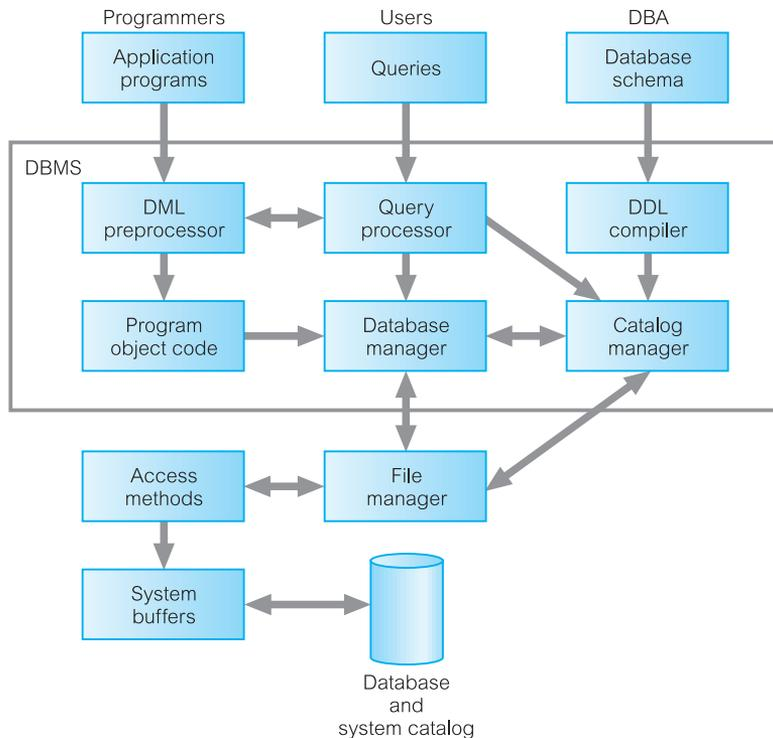 Programmers
Users
DBA
Application
programs
Queries
Database
schema
DBMS
DML
preprocessor
Query
processor
DDL
compiler
Program
object code
Database
manager
Catalog
manager
Access
methods
File
manager
System
buffers
Database
and
system catalog